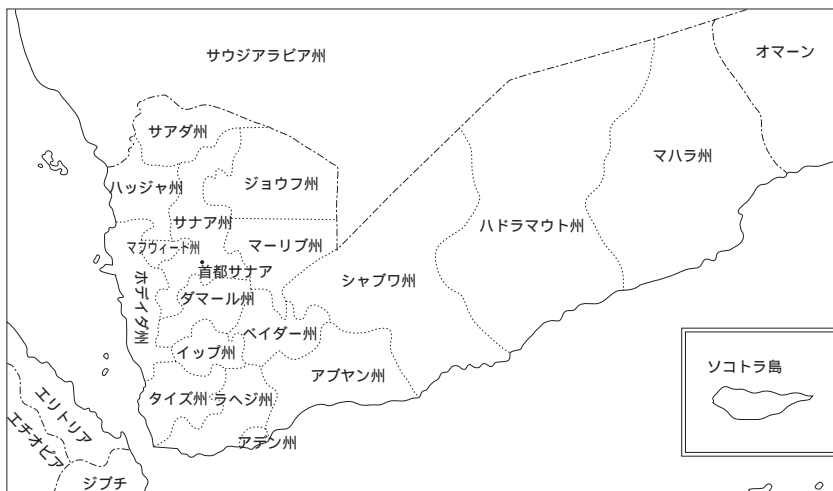 サウジアラビア州
オマーン
サアダ州
マハラ州
ハッジャ州
ジョウフ州
サナア州
ハドラマウト州
マフウィート州
マーリブ州
首都サナア
シャブワ州
ホデイダ州
ダマール州
ベイダー州
イッブ州
アブヤン州
ソコトラ島
タイズ州
ラヘジ州
エリトリア
エチオピア
アデン州
ジブチ